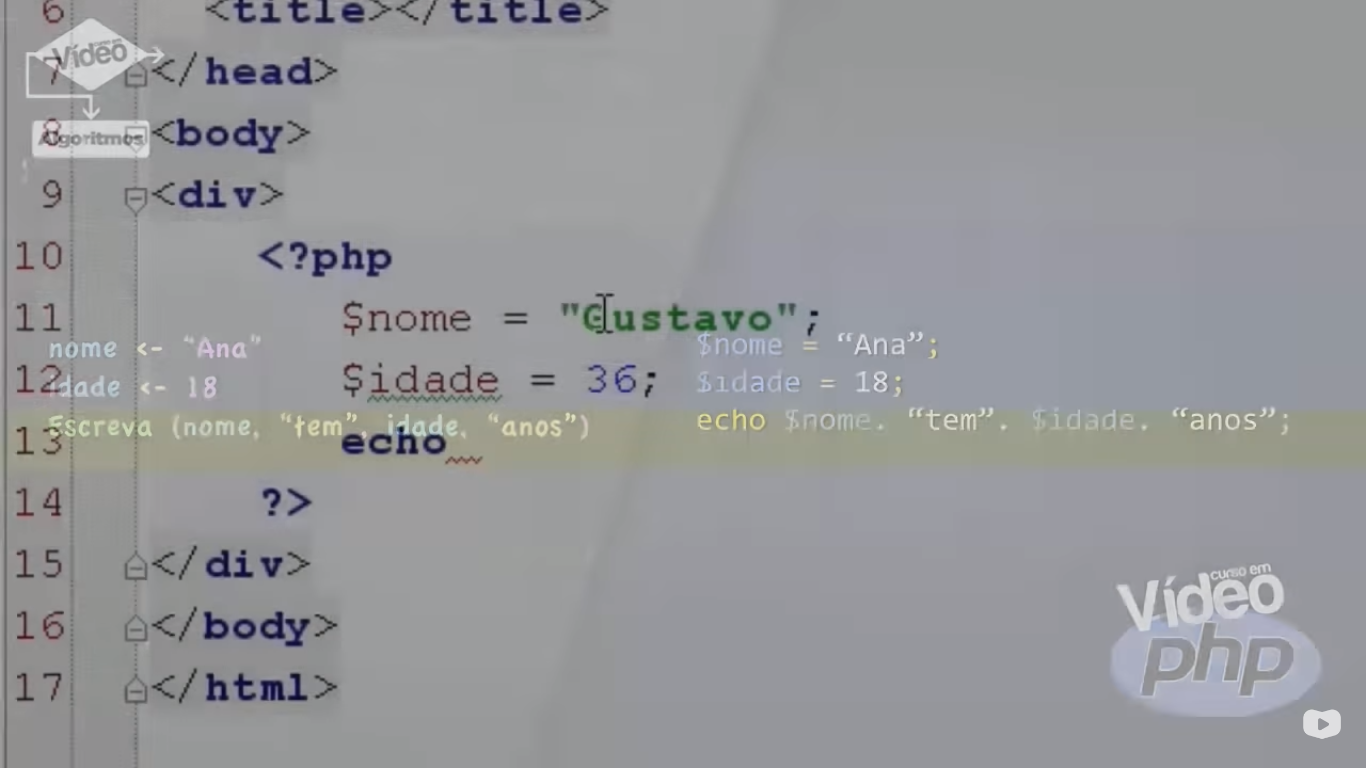 6 <title></title>
7 </head>
8 <body>
9 <div>
10 <?php
11 $nome = "Gustavo";
12 $idade = 36;
13 echo
14 ?>
15 </div>
16 </body>
17 </html>
Vídeo
Algoritmos
nome <- “Ana”
idade <- 18
Escreva (nome, “tem”, idade, “anos”)
$nome = “Ana”;
$idade = 18;
echo $nome. “tem”. $idade. “anos”;
curso em
Vídeo
php